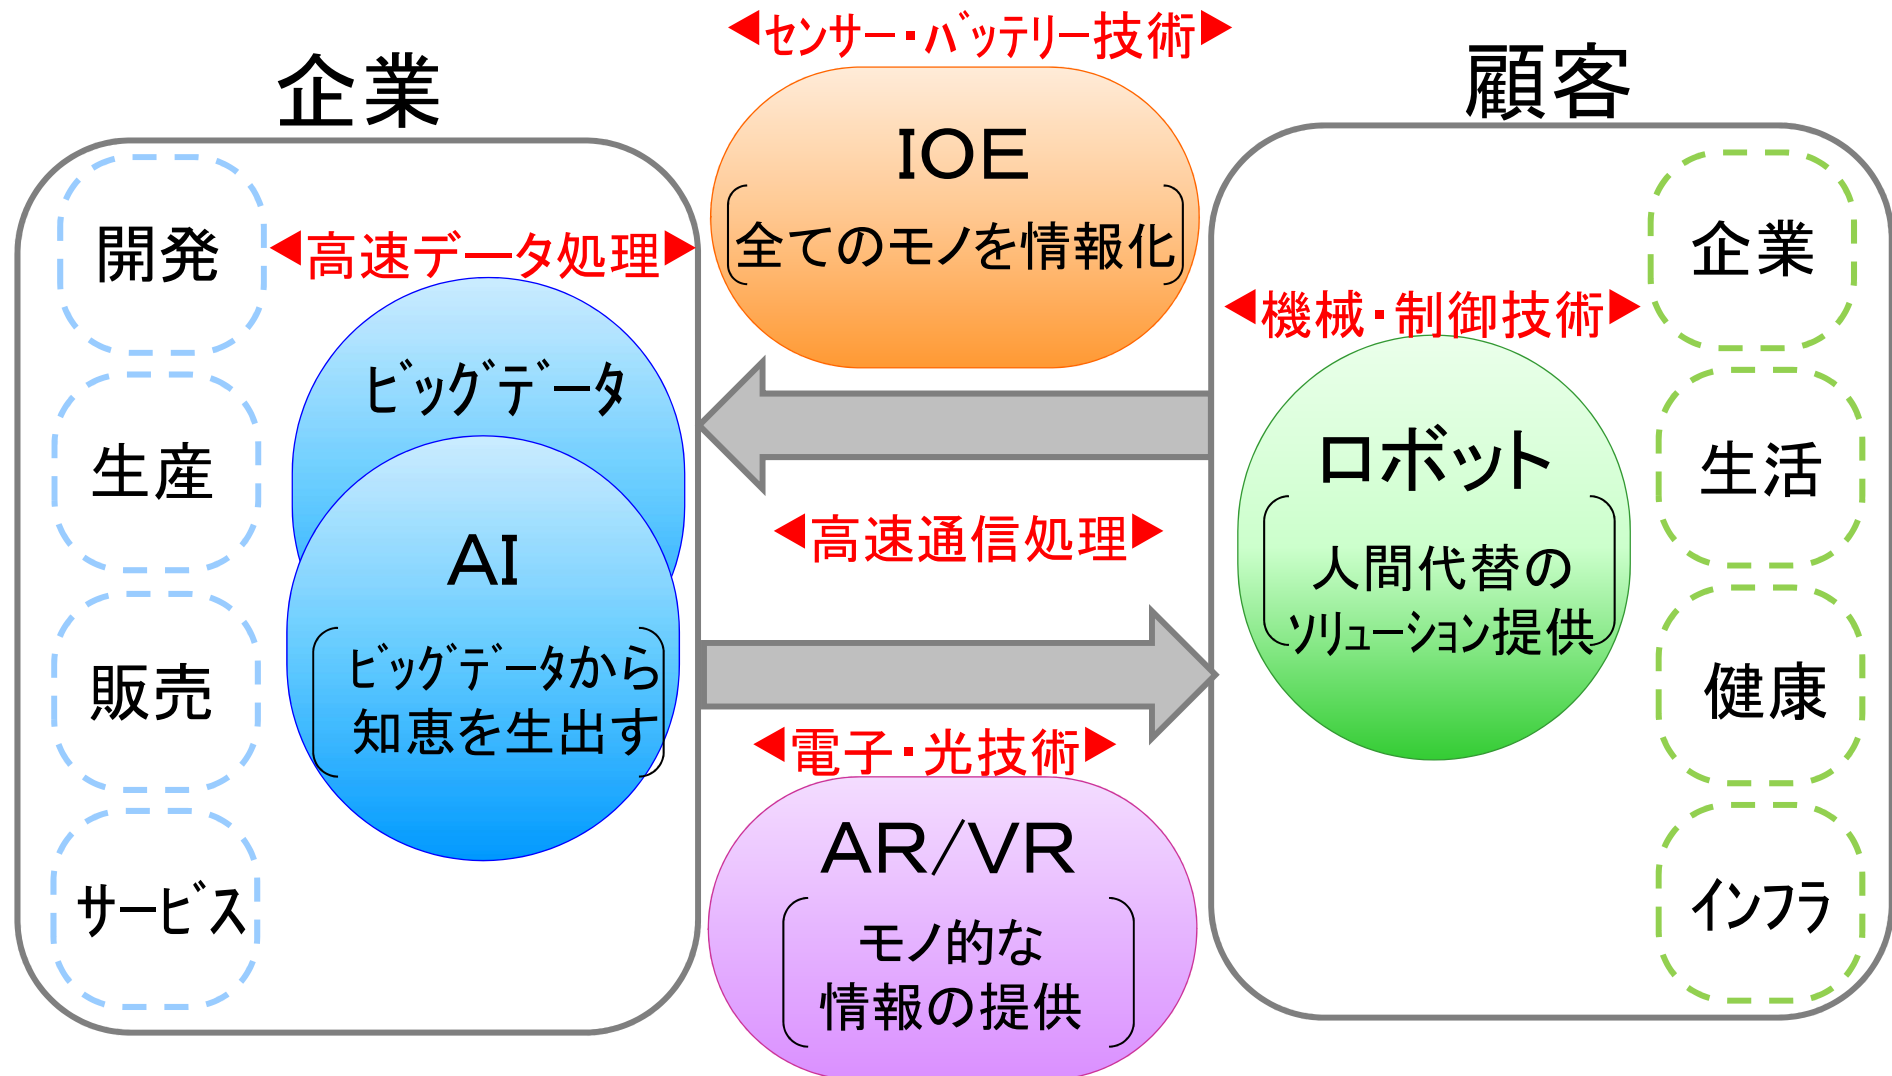 ◀センサー・バッテリー技術▶
企業
顧客
IOE
全てのモノを情報化
開発
◀高速データ処理▶
企業
◀機械・制御技術▶
ビッグデータ
生産
ロボット
生活
AI
◀高速通信処理▶
人間代替の
ソリューション提供
ビッグデータから
知恵を生出す
販売
健康
◀電子・光技術▶
AR/VR
サービス
インフラ
モノ的な
情報の提供